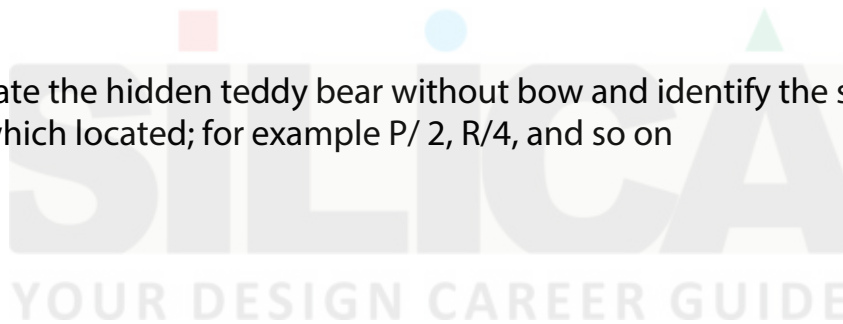 SiLiCA
ate the hidden teddy bear without bow and identify the s
which located; for example P/ 2, R/4, and so on
YOUR DESIGN CAREER GUIDE